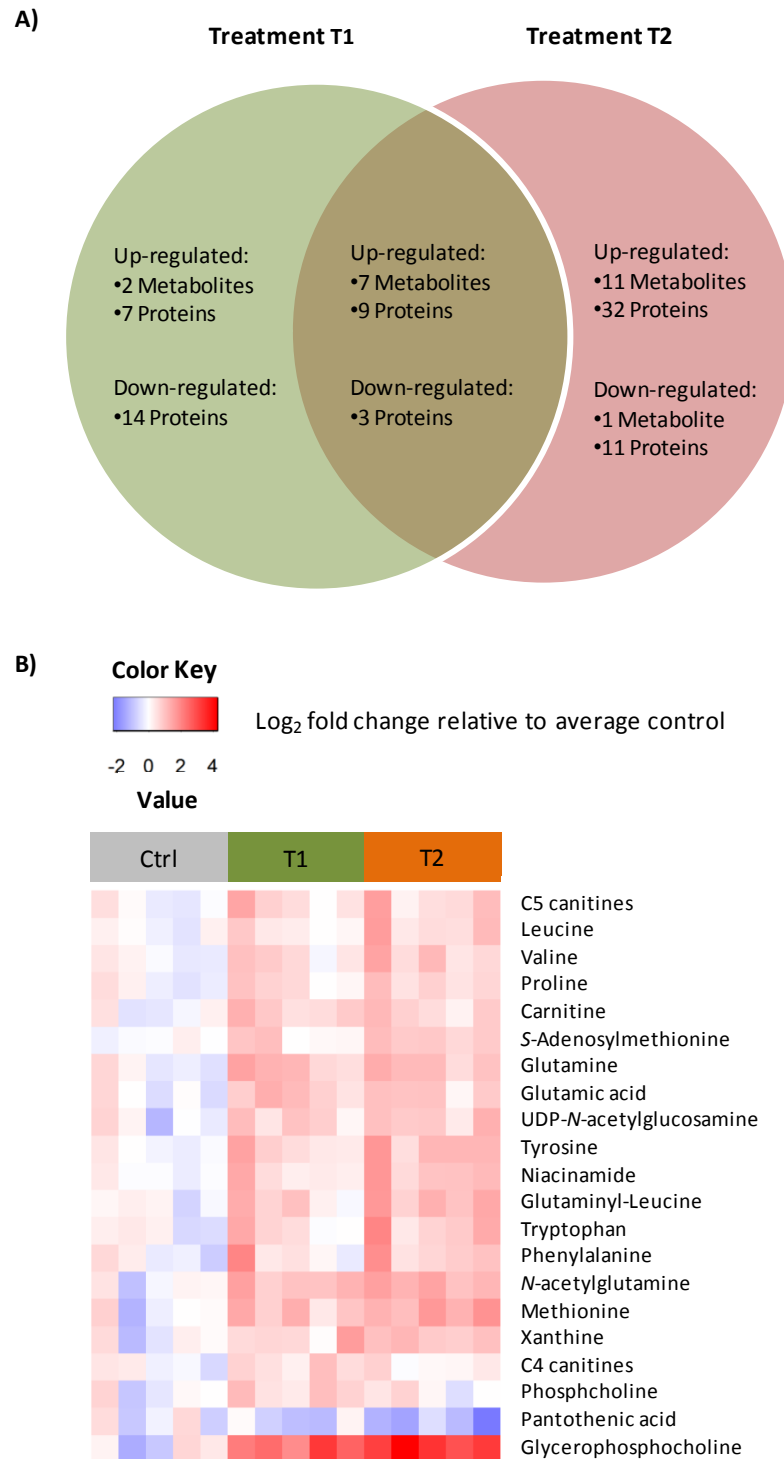 A)
Treatment T1 Treatment T2
Up-regulated:
•2 Metabolites
•7 Proteins
Down-regulated:
•14 Proteins
Up-regulated:
•7 Metabolites
•9 Proteins
Down-regulated:
•3 Proteins
Up-regulated:
•11 Metabolites
•32 Proteins
Down-regulated:
•1 Metabolite
•11 Proteins
B)
Color Key
Log2 fold change relative to average control
-2 0 2 4
Value
Ctrl T1 T2
C5 canitines
Leucine
Valine
Proline
Carnitine
S-Adenosylmethionine
Glutamine
Glutamic acid
UDP-N-acetylglucosamine
Tyrosine
Niacinamide
Glutaminyl-Leucine
Tryptophan
Phenylalanine
N-acetylglutamine
Methionine
Xanthine
C4 canitines
Phosphcholine
Pantothenic acid
Glycerophosphocholine